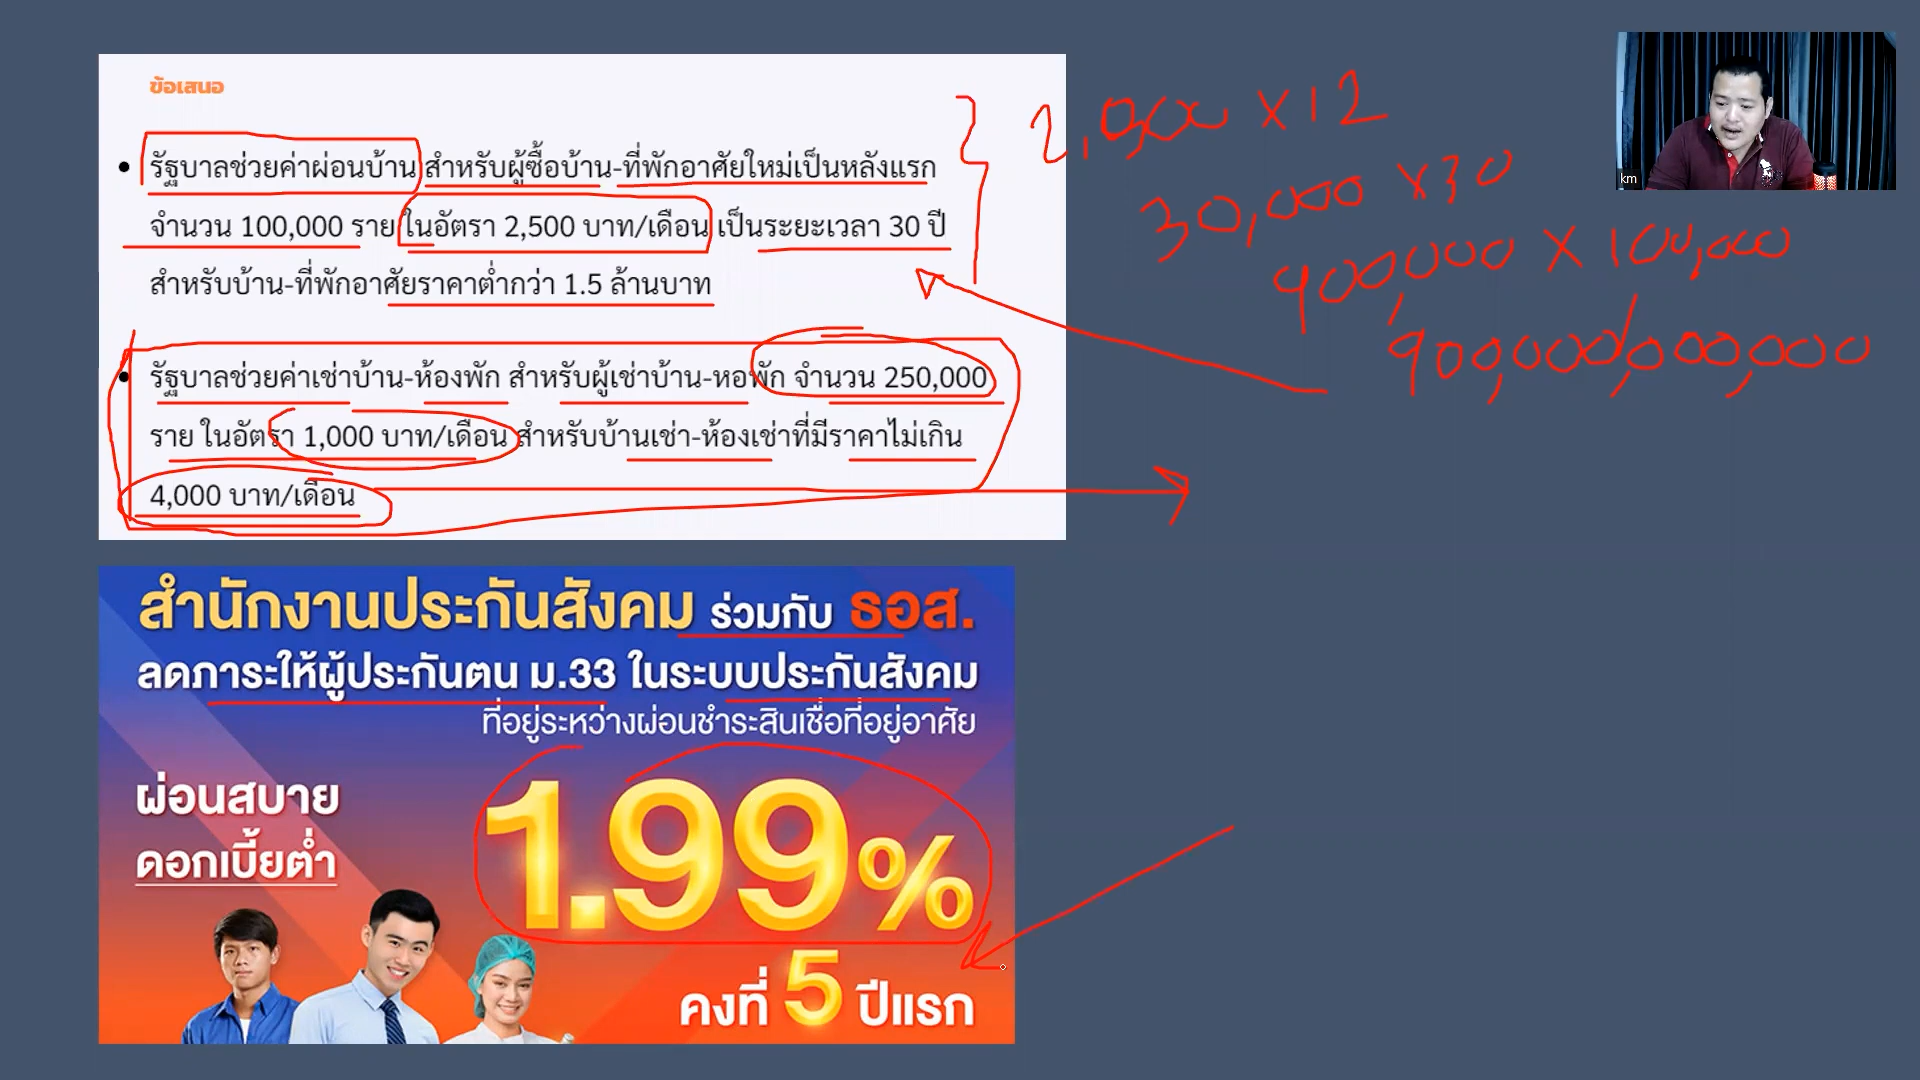 ข้อเสนอ
• รัฐบาลช่วยค่าผ่อนบ้าน สำหรับผู้ซื้อบ้าน-ที่พักอาศัยใหม่เป็นหลังแรก
จำนวน 100,000 ราย ในอัตรา 2,500 บาท/เดือน เป็นระยะเวลา 30 ปี
สำหรับบ้าน-ที่พักอาศัยราคาต่ำกว่า 1.5 ล้านบาท
• รัฐบาลช่วยค่าเช่าบ้าน-ห้องพัก สำหรับผู้เช่าบ้าน-หอพัก จำนวน 250,000
ราย ในอัตรา 1,000 บาท/เดือน สำหรับบ้านเช่า-ห้องเช่าที่มีราคาไม่เกิน
4,000 บาท/เดือน
2,500 x 12
30,000 x 30
900,000 x 100,000
900,000,000,000
km
สำนักงานประกันสังคม ร่วมกับ ธอส.
ลดภาระให้ผู้ประกันตน ม.33 ในระบบประกันสังคม
ที่อยู่ระหว่างผ่อนชำระสินเชื่อที่อยู่อาศัย
ผ่อนสบาย
ดอกเบี้ยต่ำ
1.99%
คงที่ 5 ปีแรก